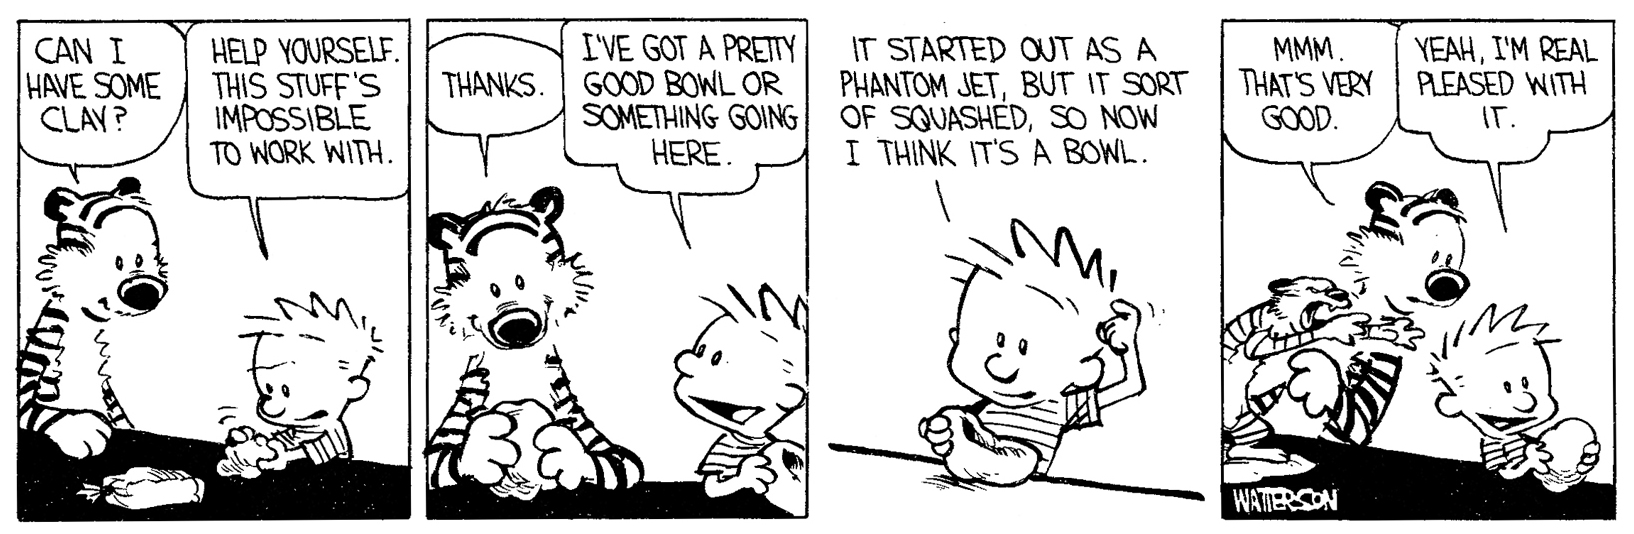 CAN I
HAVE SOME
CLAY?
HELP YOURSELF.
THIS STUFF'S
IMPOSSIBLE
TO WORK WITH.
THANKS.
I'VE GOT A PRETTY
GOOD BOWL OR
SOMETHING GOING
HERE.
IT STARTED OUT AS A
PHANTOM JET, BUT IT SORT
OF SQUASHED, SO NOW
I THINK IT'S A BOWL.
MMM.
THAT'S VERY
GOOD.
YEAH, I'M REAL
PLEASED WITH
IT.
WATTERSON